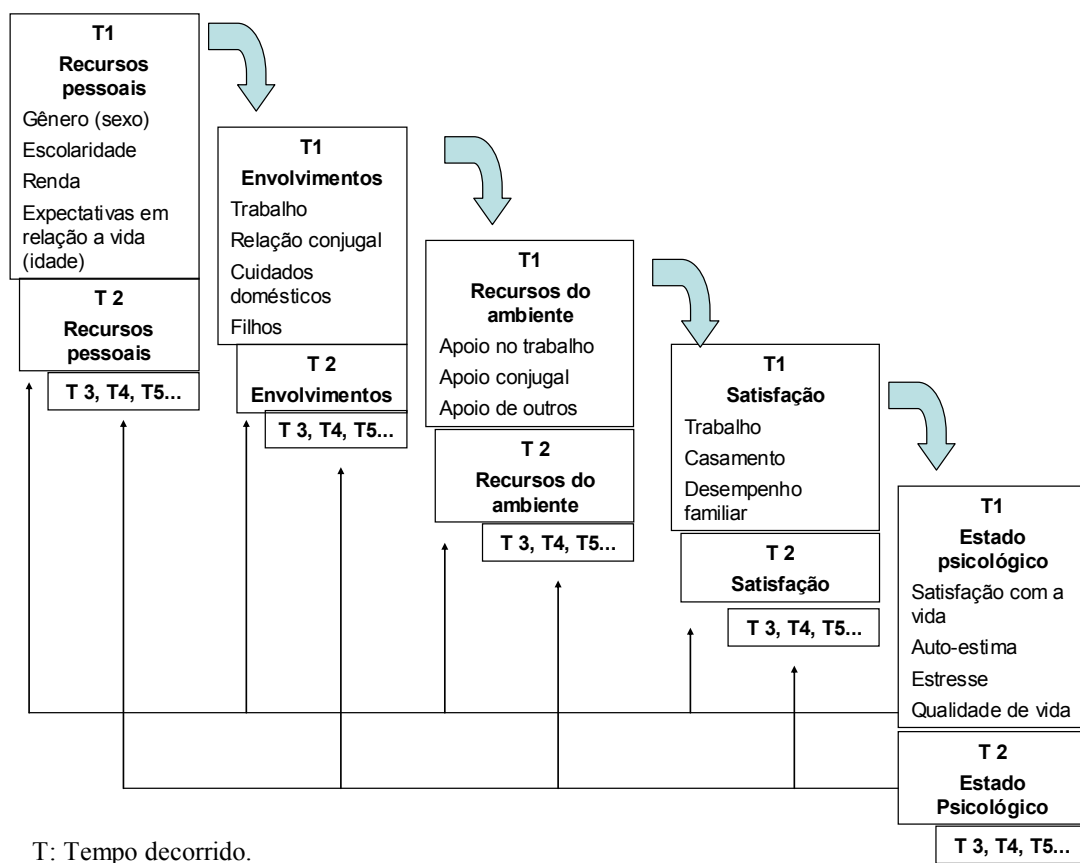 T1
Recursos
pessoais
Gênero (sexo)
Escolaridade
Renda
Expectativas em
relação a vida
(idade)
T 2
Recursos
pessoais
T 3, T4, T5...
T1
Envolvimentos
Trabalho
Relação conjugal
Cuidados
domésticos
Filhos
T 2
Envolvimentos
T 3, T4, T5...
T1
Recursos do
ambiente
Apoio no trabalho
Apoio conjugal
Apoio de outros
T 2
Recursos do
ambiente
T 3, T4, T5...
T1
Satisfação
Trabalho
Casamento
Desempenho
familiar
T 2
Satisfação
T 3, T4, T5...
T1
Estado
psicológico
Satisfação com a
vida
Auto-estima
Estresse
Qualidade de vida
T 2
Estado
Psicológico
T 3, T4, T5...
T: Tempo decorrido.